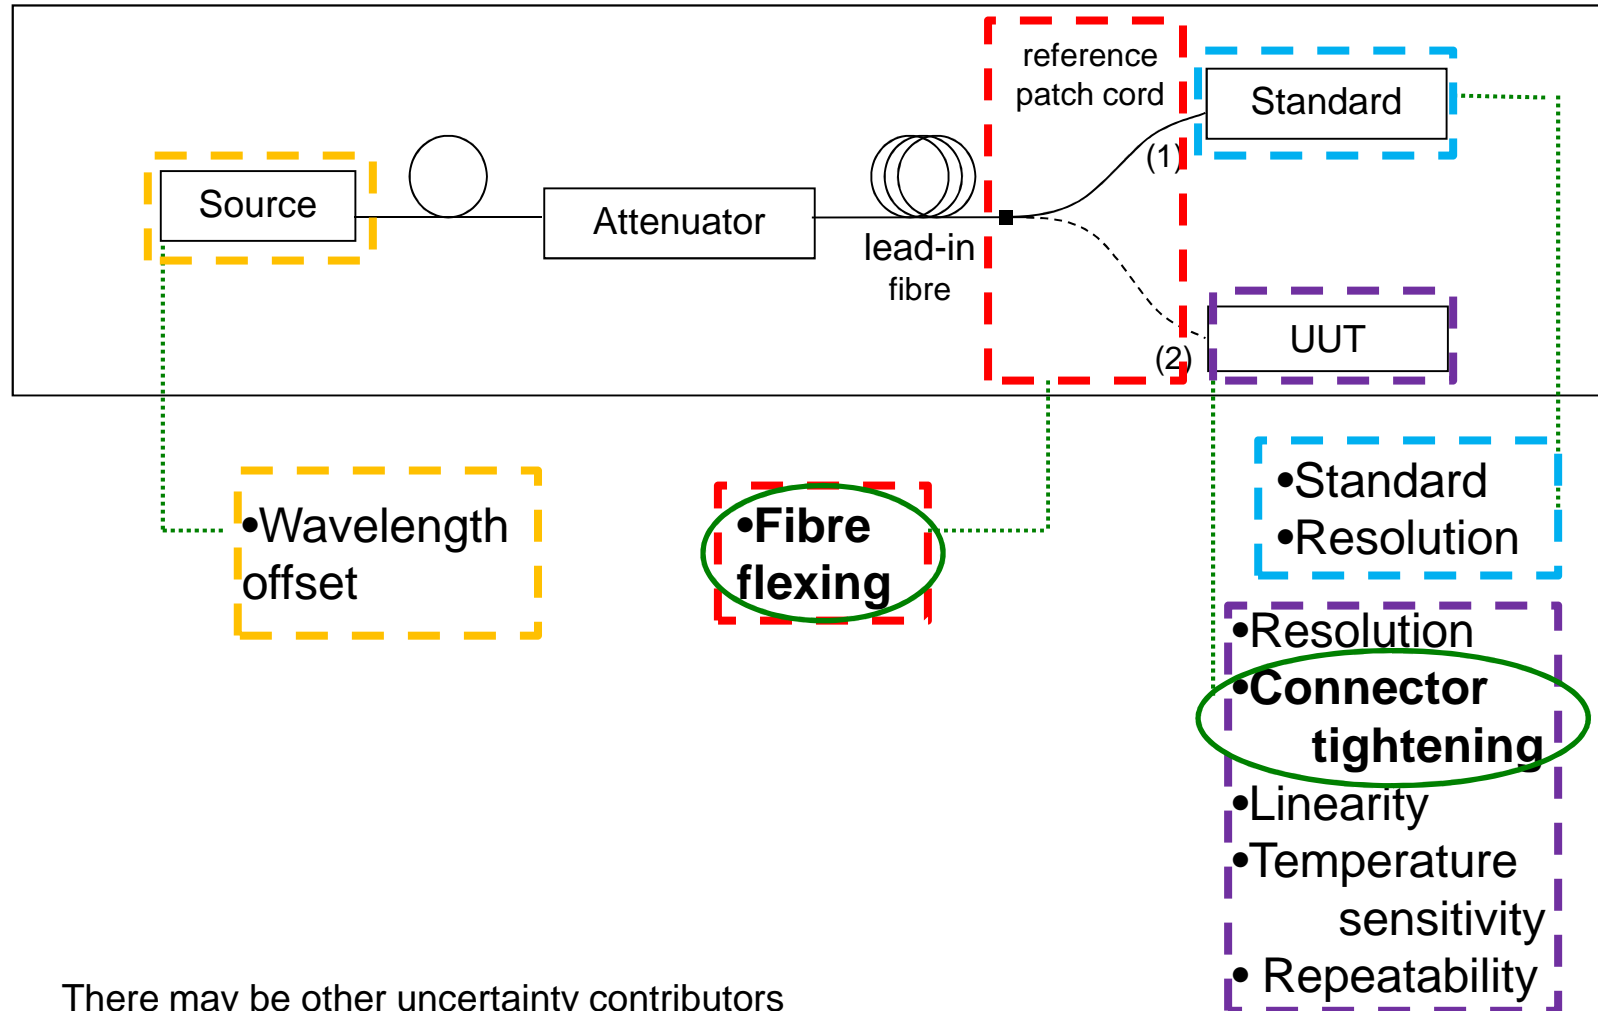 reference
patch cord
Standard
(1)
Source
Attenuator
lead-in
fibre
UUT
(2)
•Wavelength
offset
•Fibre
flexing
•Standard
•Resolution
•Resolution
•Connector
tightening
•Linearity
•Temperature
sensitivity
• Repeatability
There may be other uncertainty contributors